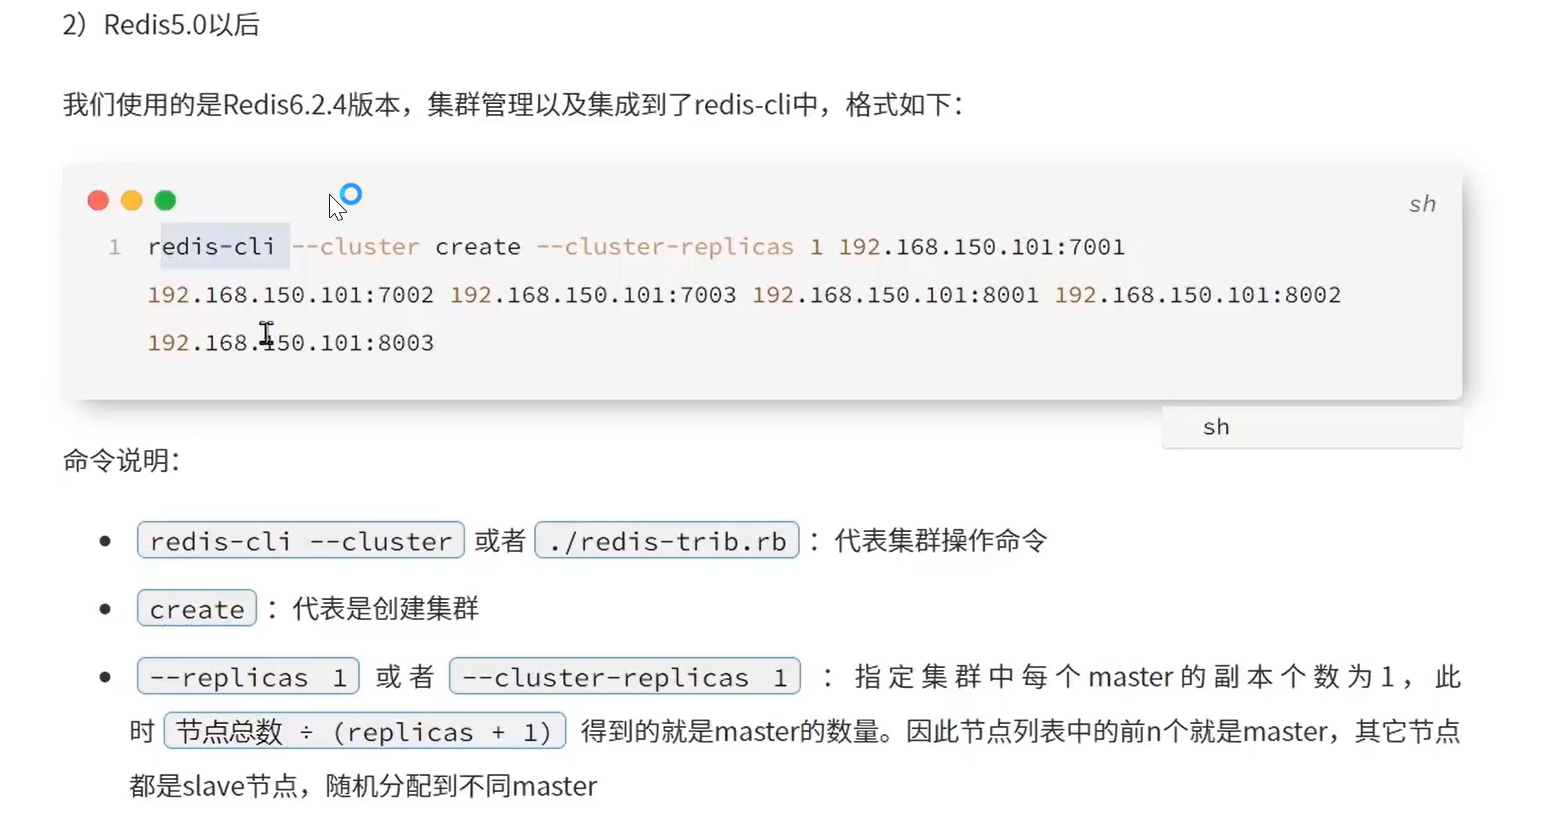 2）Redis5.0以后
我们使用的是Redis6.2.4版本，集群管理以及集成到了redis-cli中，格式如下：
sh
1 redis-cli --cluster create --cluster-replicas 1 192.168.150.101:7001
192.168.150.101:7002 192.168.150.101:7003 192.168.150.101:8001 192.168.150.101:8002
192.168.150.101:8003
sh
命令说明：
redis-cli --cluster 或者 ./redis-trib.rb ：代表集群操作命令
create ：代表是创建集群
--replicas 1 或者 --cluster-replicas 1 ：指定集群中每个master的副本个数为1，此
时 节点总数 ÷ (replicas + 1) 得到的就是master的数量。因此节点列表中的前n个就是master，其它节点
都是slave节点，随机分配到不同master